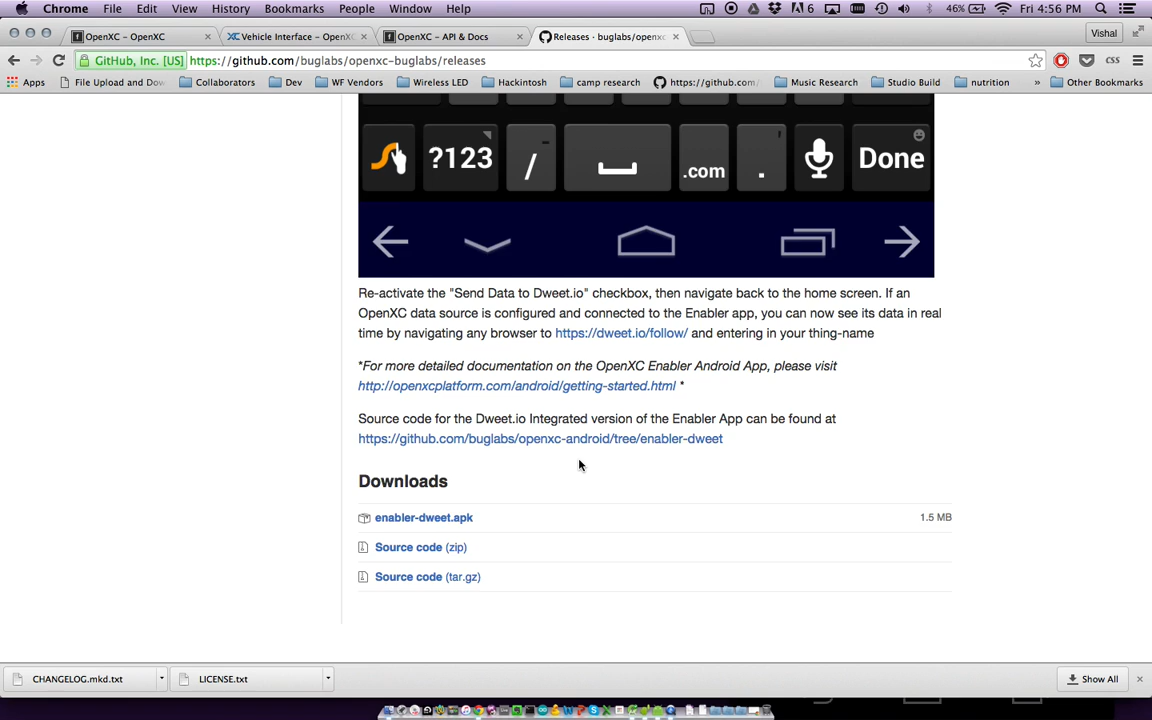 Chrome File Edit View History Bookmarks People Window Help 6 46% Fri 4:56 PM
OpenXC – OpenXC × Vehicle Interface - OpenXC × OpenXC – API & Docs × Releases · buglabs/openxc- × Vishal
GitHub, Inc. [US] https://github.com/buglabs/openxc-buglabs/releases CSS
Apps File Upload and Dow Collaborators Dev WF Vendors Wireless LED Hackintosh camp research https://github.com/ Music Research Studio Build nutrition » Other Bookmarks
?123 / .com . Done
Re-activate the "Send Data to Dweet.io" checkbox, then navigate back to the home screen. If an
OpenXC data source is configured and connected to the Enabler app, you can now see its data in real
time by navigating any browser to https://dweet.io/follow/ and entering in your thing-name
*For more detailed documentation on the OpenXC Enabler Android App, please visit
http://openxcplatform.com/android/getting-started.html *
Source code for the Dweet.io Integrated version of the Enabler App can be found at
https://github.com/buglabs/openxc-android/tree/enabler-dweet
Downloads
enabler-dweet.apk 1.5 MB
Source code (zip)
Source code (tar.gz)
CHANGELOG.mkd.txt LICENSE.txt Show All ×